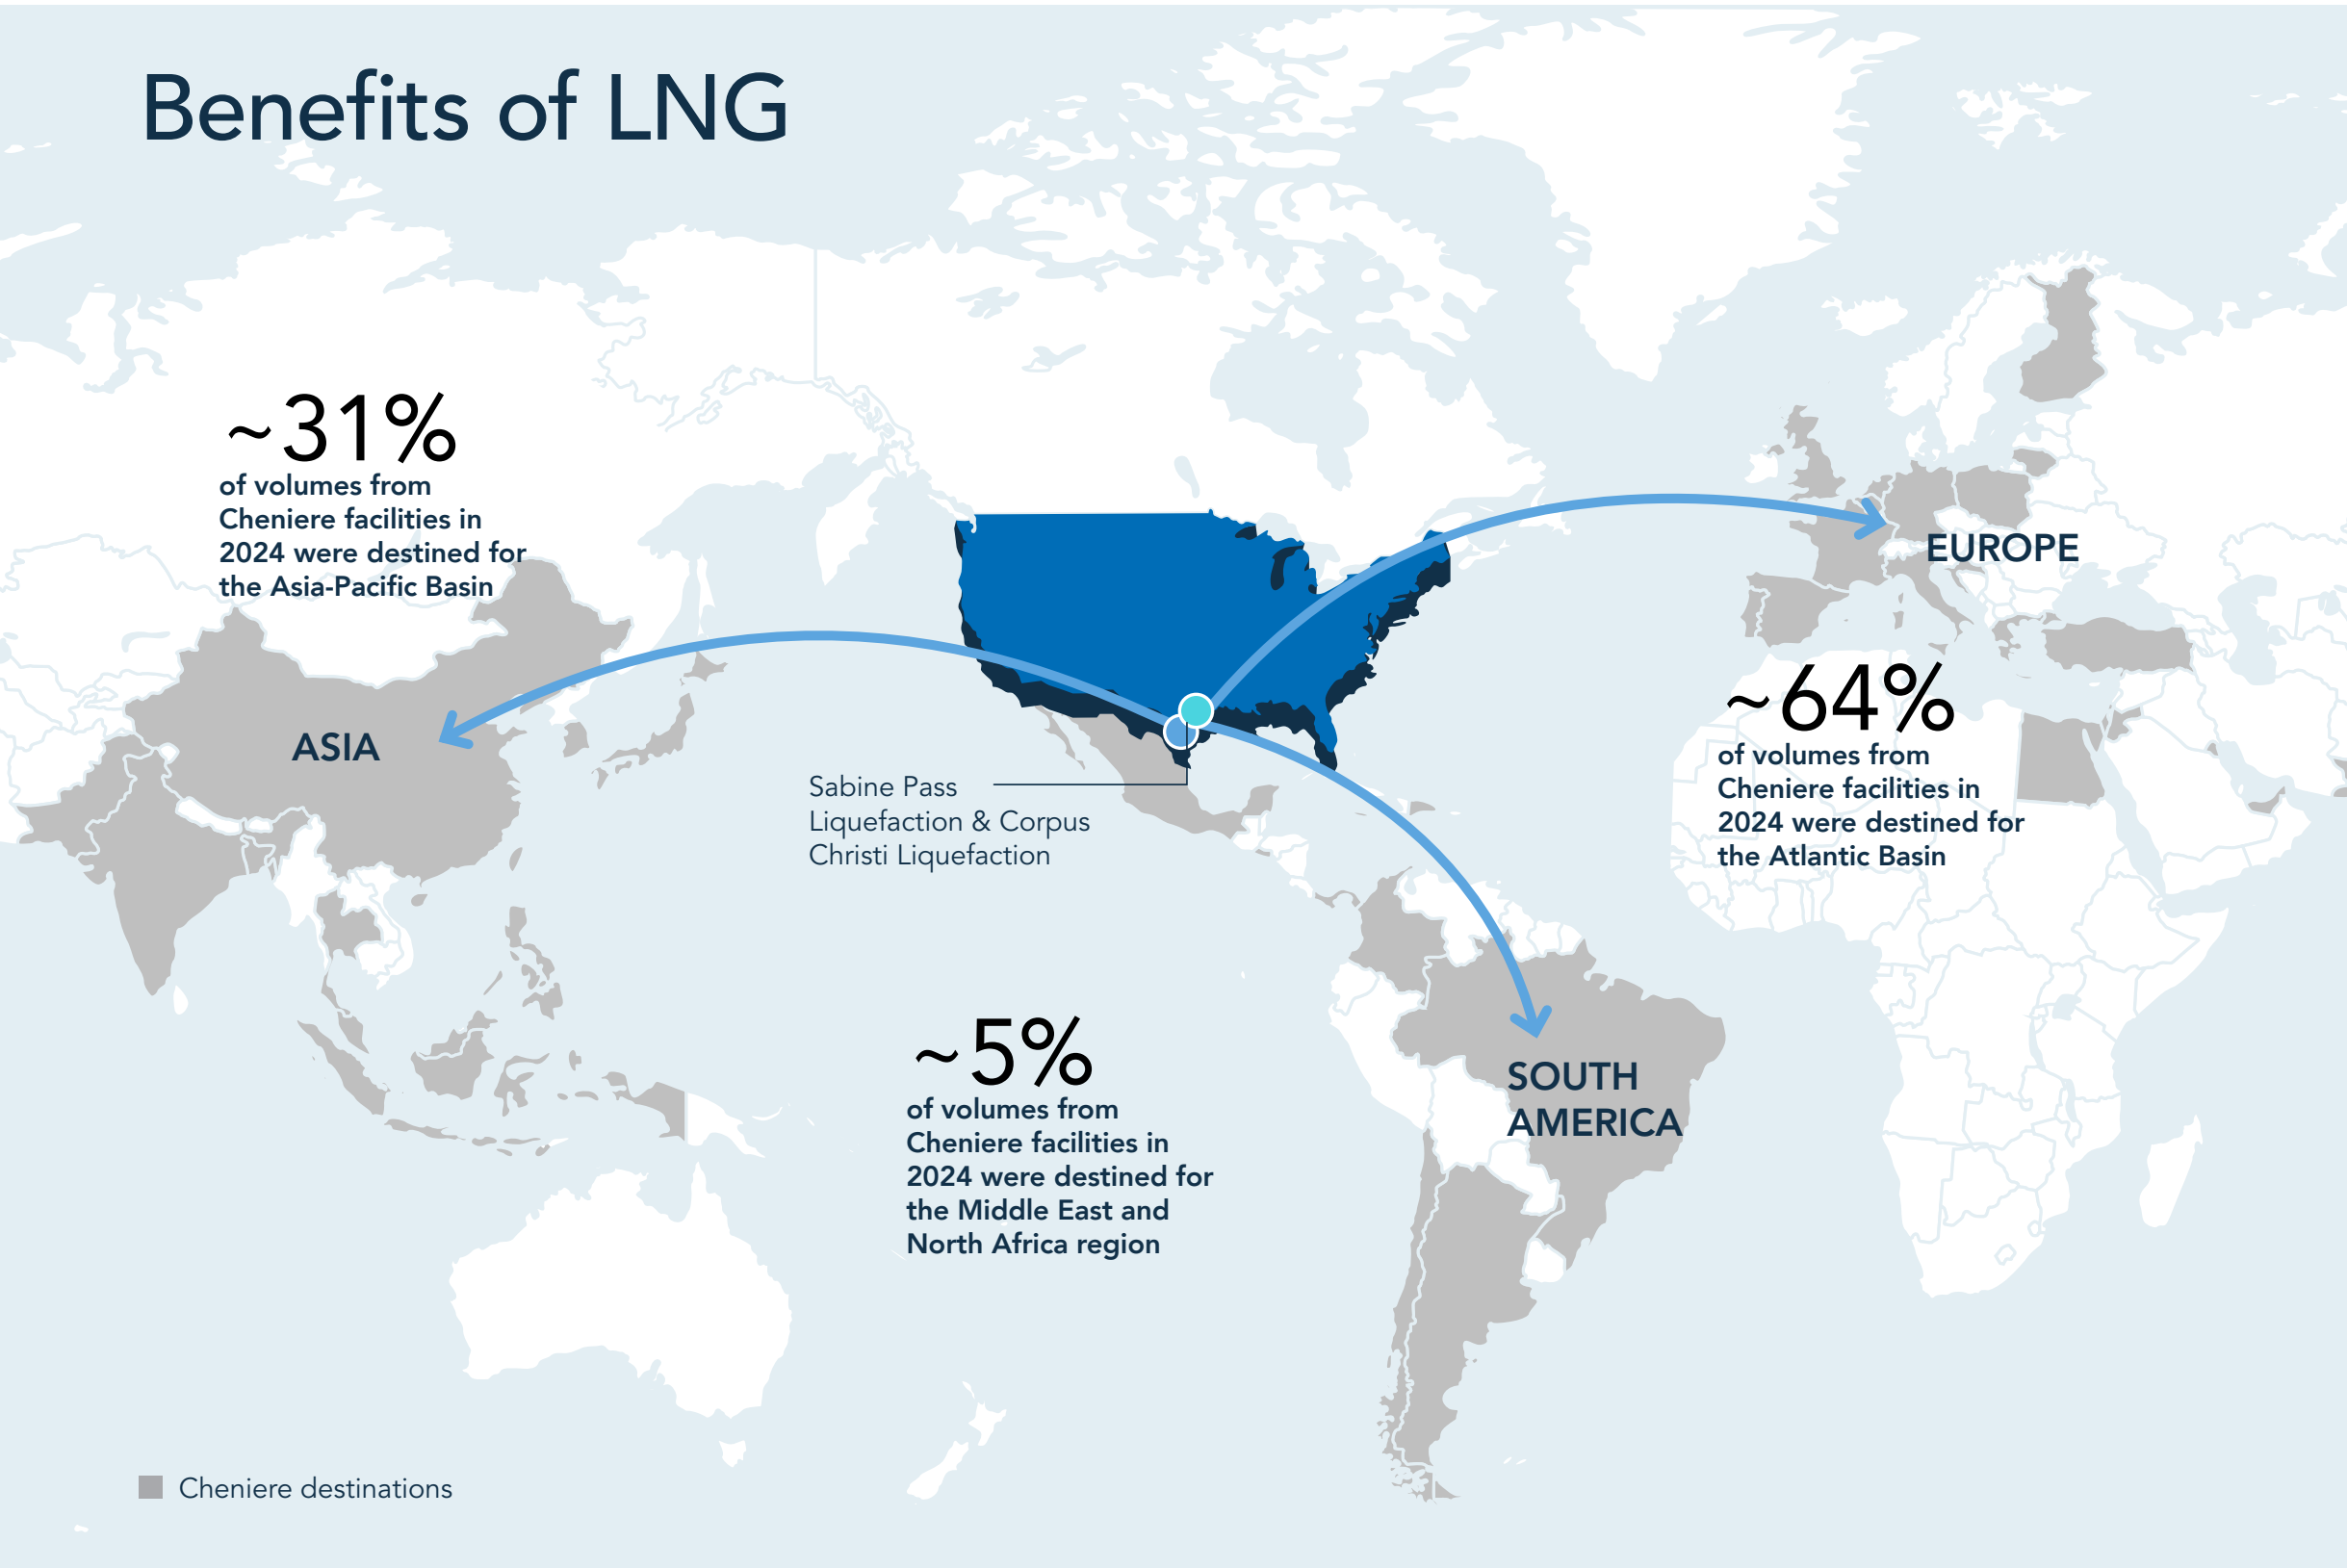 Benefits of LNG
~31%
of volumes from
Cheniere facilities in
2024 were destined for
the Asia-Pacific Basin
ASIA
EUROPE
~64%
of volumes from
Cheniere facilities in
2024 were destined for
the Atlantic Basin
Sabine Pass
Liquefaction & Corpus
Christi Liquefaction
~5%
of volumes from
Cheniere facilities in
2024 were destined for
the Middle East and
North Africa region
SOUTH
AMERICA
Cheniere destinations